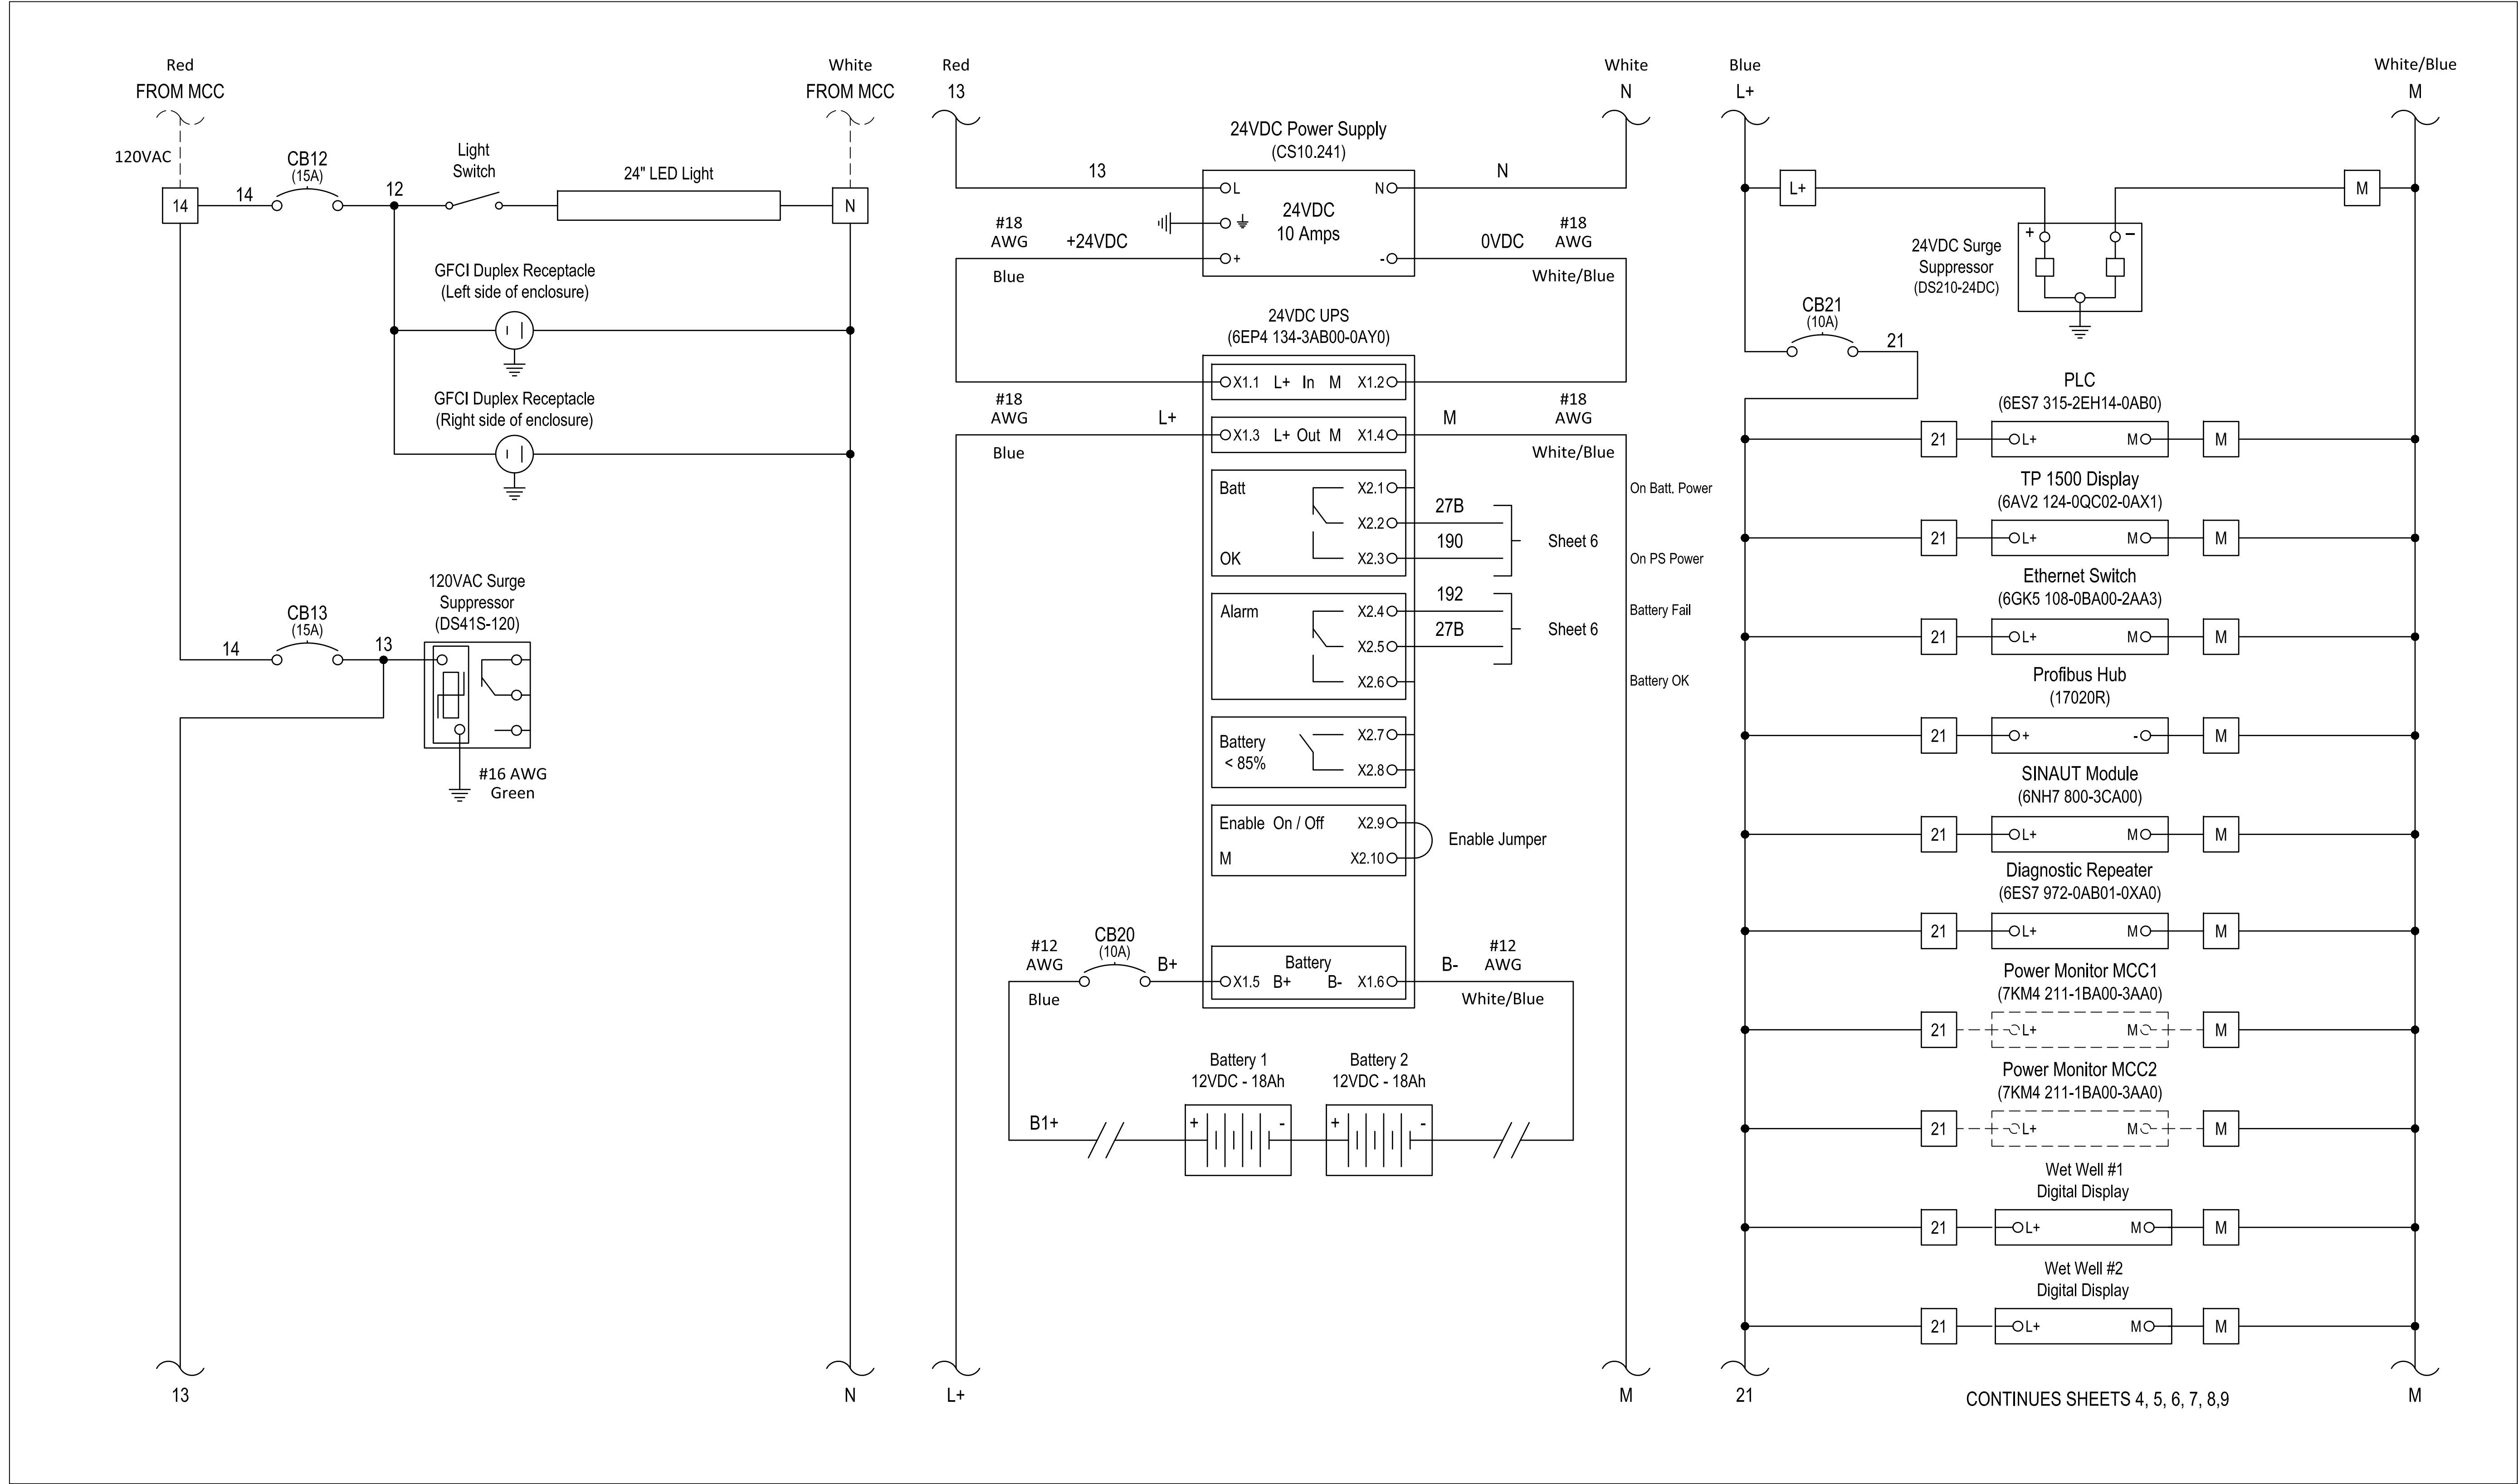 Red
FROM MCC
120VAC
14
14
CB12
(15A)
12
Light
Switch
24" LED Light
White
FROM MCC
N
GFCI Duplex Receptacle
(Left side of enclosure)
GFCI Duplex Receptacle
(Right side of enclosure)
14
CB13
(15A)
13
120VAC Surge
Suppressor
(DS41S-120)
#16 AWG
Green
13
N
Red
13
White
N
24VDC Power Supply
(CS10.241)
13
L
N
N
24VDC
10 Amps
+
-
#18
AWG
Blue
+24VDC
0VDC
#18
AWG
White/Blue
24VDC UPS
(6EP4 134-3AB00-0AY0)
X1.1 L+ In M X1.2
#18
AWG
Blue
L+
X1.3 L+ Out M X1.4
M
#18
AWG
White/Blue
Batt
X2.1
On Batt. Power
X2.2
27B
190
Sheet 6
OK
X2.3
On PS Power
Alarm
X2.4
192
Battery Fail
27B
Sheet 6
X2.5
X2.6
Battery OK
Battery
< 85%
X2.7
X2.8
Enable On / Off
X2.9
M
X2.10
Enable Jumper
#12
AWG
Blue
CB20
(10A)
B+
Battery
X1.5 B+ B- X1.6
B-
#12
AWG
White/Blue
B1+
Battery 1
12VDC - 18Ah
+ -
Battery 2
12VDC - 18Ah
+ -
L+
M
Blue
L+
White/Blue
M
L+
M
24VDC Surge
Suppressor
(DS210-24DC)
+ –
CB21
(10A)
21
PLC
(6ES7 315-2EH14-0AB0)
21 L+ M M
TP 1500 Display
(6AV2 124-0QC02-0AX1)
21 L+ M M
Ethernet Switch
(6GK5 108-0BA00-2AA3)
21 L+ M M
Profibus Hub
(17020R)
21 + - M
SINAUT Module
(6NH7 800-3CA00)
21 L+ M M
Diagnostic Repeater
(6ES7 972-0AB01-0XA0)
21 L+ M M
Power Monitor MCC1
(7KM4 211-1BA00-3AA0)
21 L+ M M
Power Monitor MCC2
(7KM4 211-1BA00-3AA0)
21 L+ M M
Wet Well #1
Digital Display
21 L+ M M
Wet Well #2
Digital Display
21 L+ M M
21
CONTINUES SHEETS 4, 5, 6, 7, 8,9
M